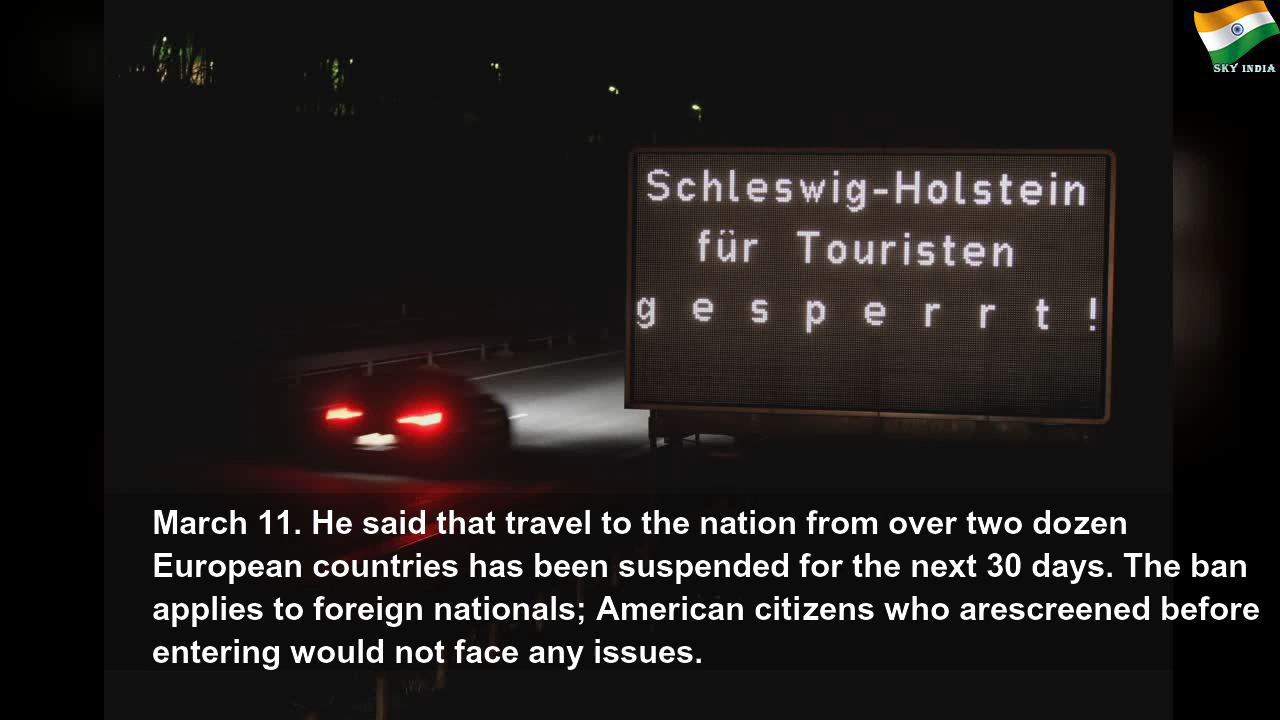 SKY INDIA
Schleswig-Holstein
für Touristen
gesperrt!
March 11. He said that travel to the nation from over two dozen
European countries has been suspended for the next 30 days. The ban
applies to foreign nationals; American citizens who arescreened before
entering would not face any issues.